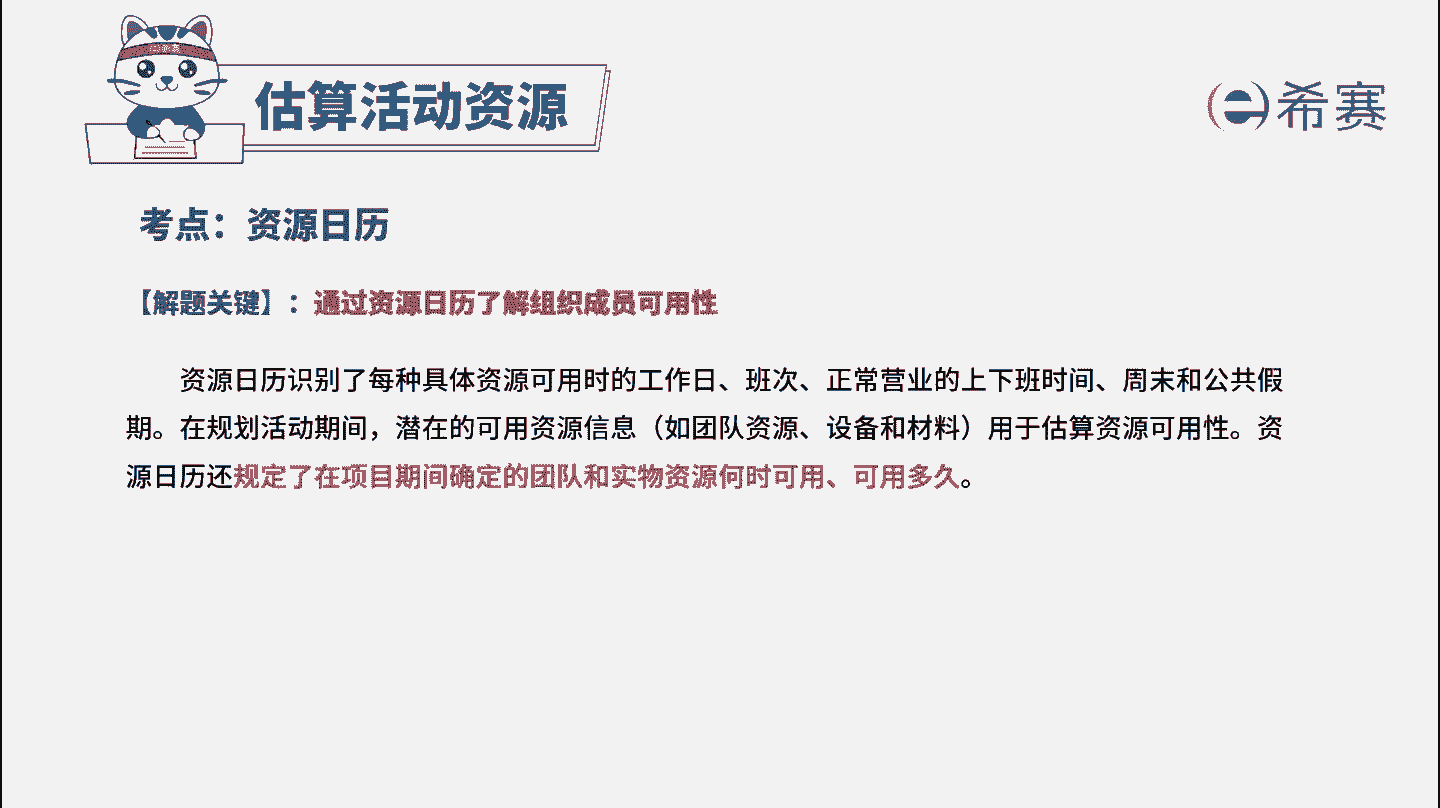 估算活动资源
希赛
考点：资源日历
【解题关键】：通过资源日历了解组织成员可用性
资源日历识别了每种具体资源可用时的工作日、班次、正常营业的上下班时间、周末和公共假
期。在规划活动期间，潜在的可用资源信息（如团队资源、设备和材料）用于估算资源可用性。资
源日历还规定了在项目期间确定的团队和实物资源何时可用、可用多久。